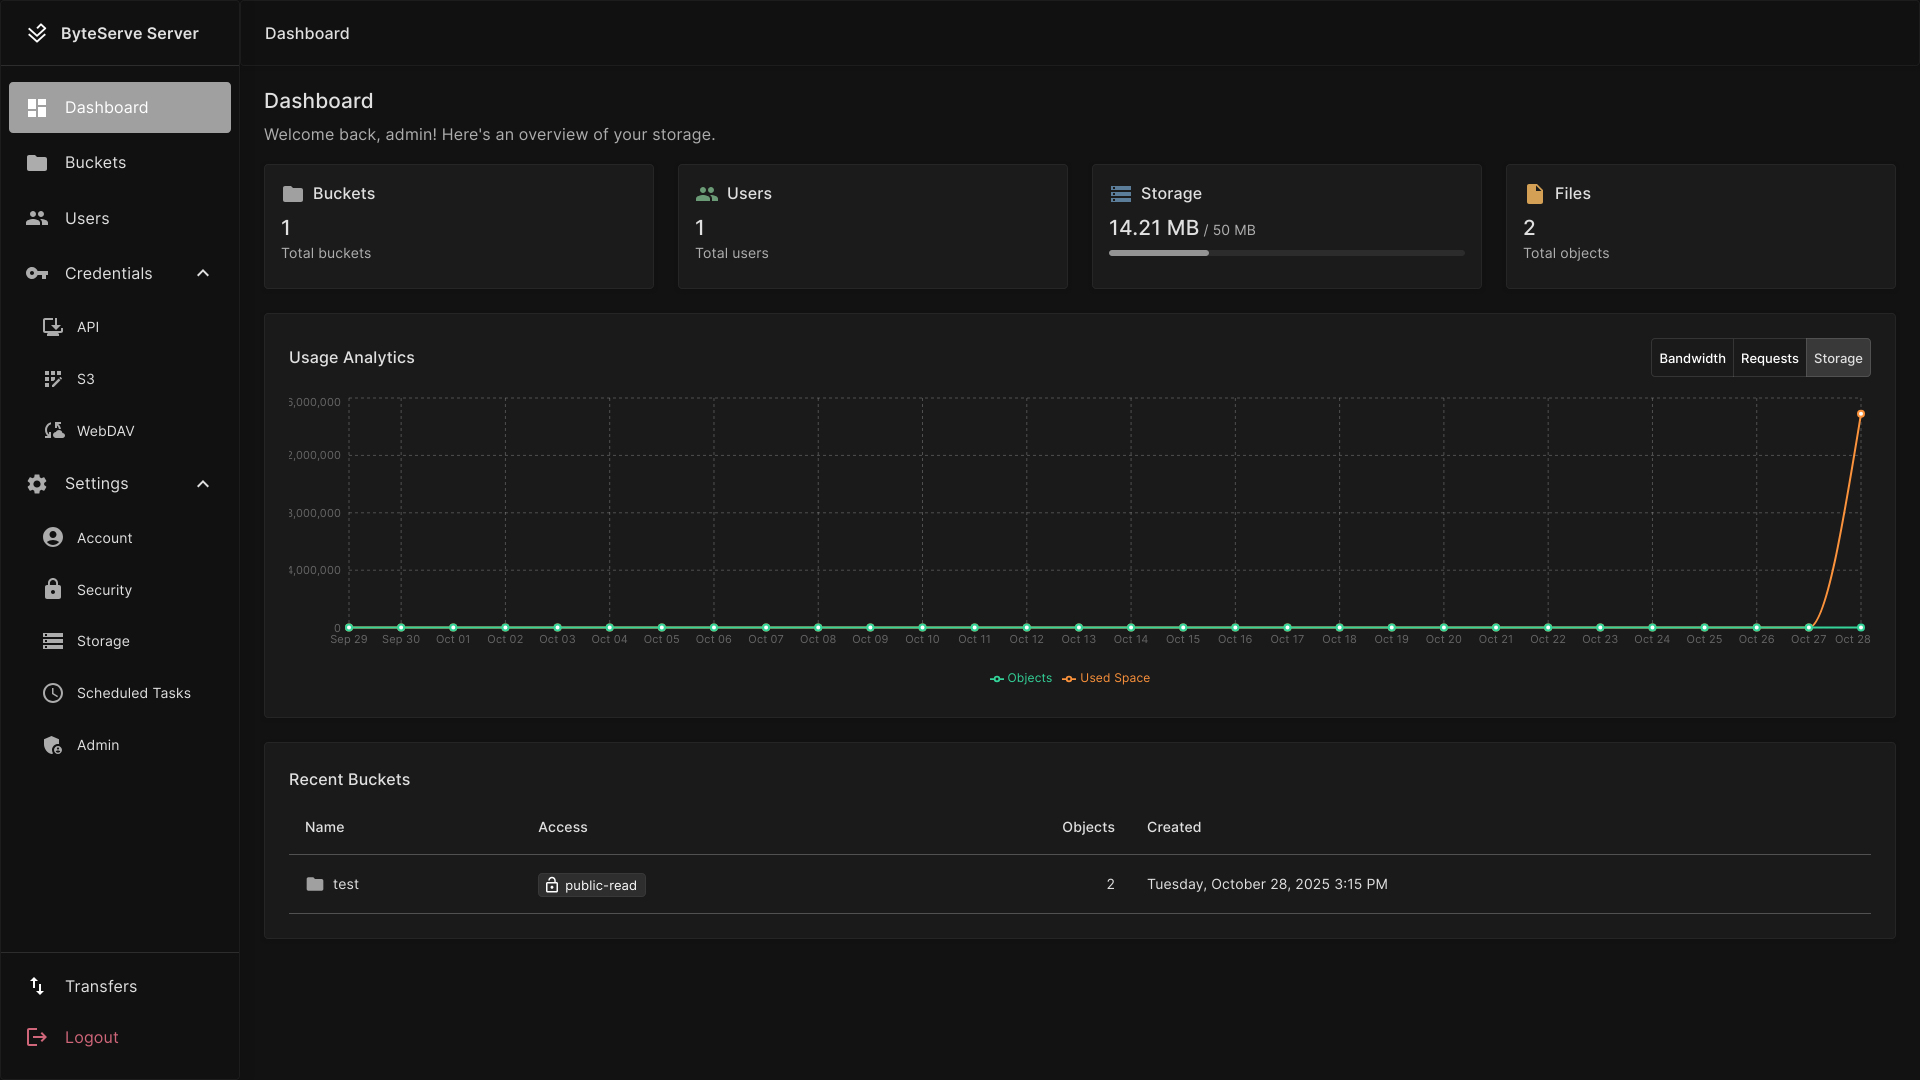 ByteServe Server
Dashboard
Dashboard
Buckets
Users
Credentials
API
S3
WebDAV
Settings
Account
Security
Storage
Scheduled Tasks
Admin
Transfers
Logout
Dashboard
Welcome back, admin! Here's an overview of your storage.
Buckets
1
Total buckets
Users
1
Total users
Storage
14.21 MB / 50 MB
Files
2
Total objects
Usage Analytics
Bandwidth Requests Storage
,000,000
,000,000
,000,000
,000,000
0
Sep 29 Sep 30 Oct 01 Oct 02 Oct 03 Oct 04 Oct 05 Oct 06 Oct 07 Oct 08 Oct 09 Oct 10 Oct 11 Oct 12 Oct 13 Oct 14 Oct 15 Oct 16 Oct 17 Oct 18 Oct 19 Oct 20 Oct 21 Oct 22 Oct 23 Oct 24 Oct 25 Oct 26 Oct 27 Oct 28
Objects Used Space
Recent Buckets
Name Access Objects Created
test public-read 2 Tuesday, October 28, 2025 3:15 PM